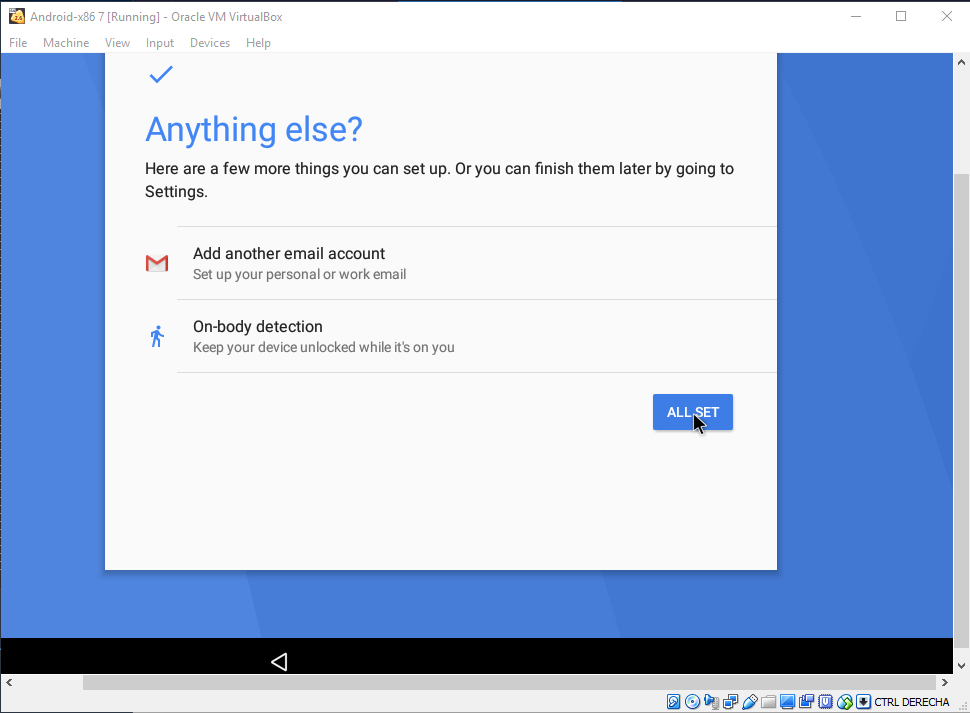 Android-x86 7 [Running] - Oracle VM VirtualBox
File Machine View Input Devices Help
Anything else?
Here are a few more things you can set up. Or you can finish them later by going to
Settings.
Add another email account
Set up your personal or work email
On-body detection
Keep your device unlocked while it's on you
ALL SET
CTRL DERECHA